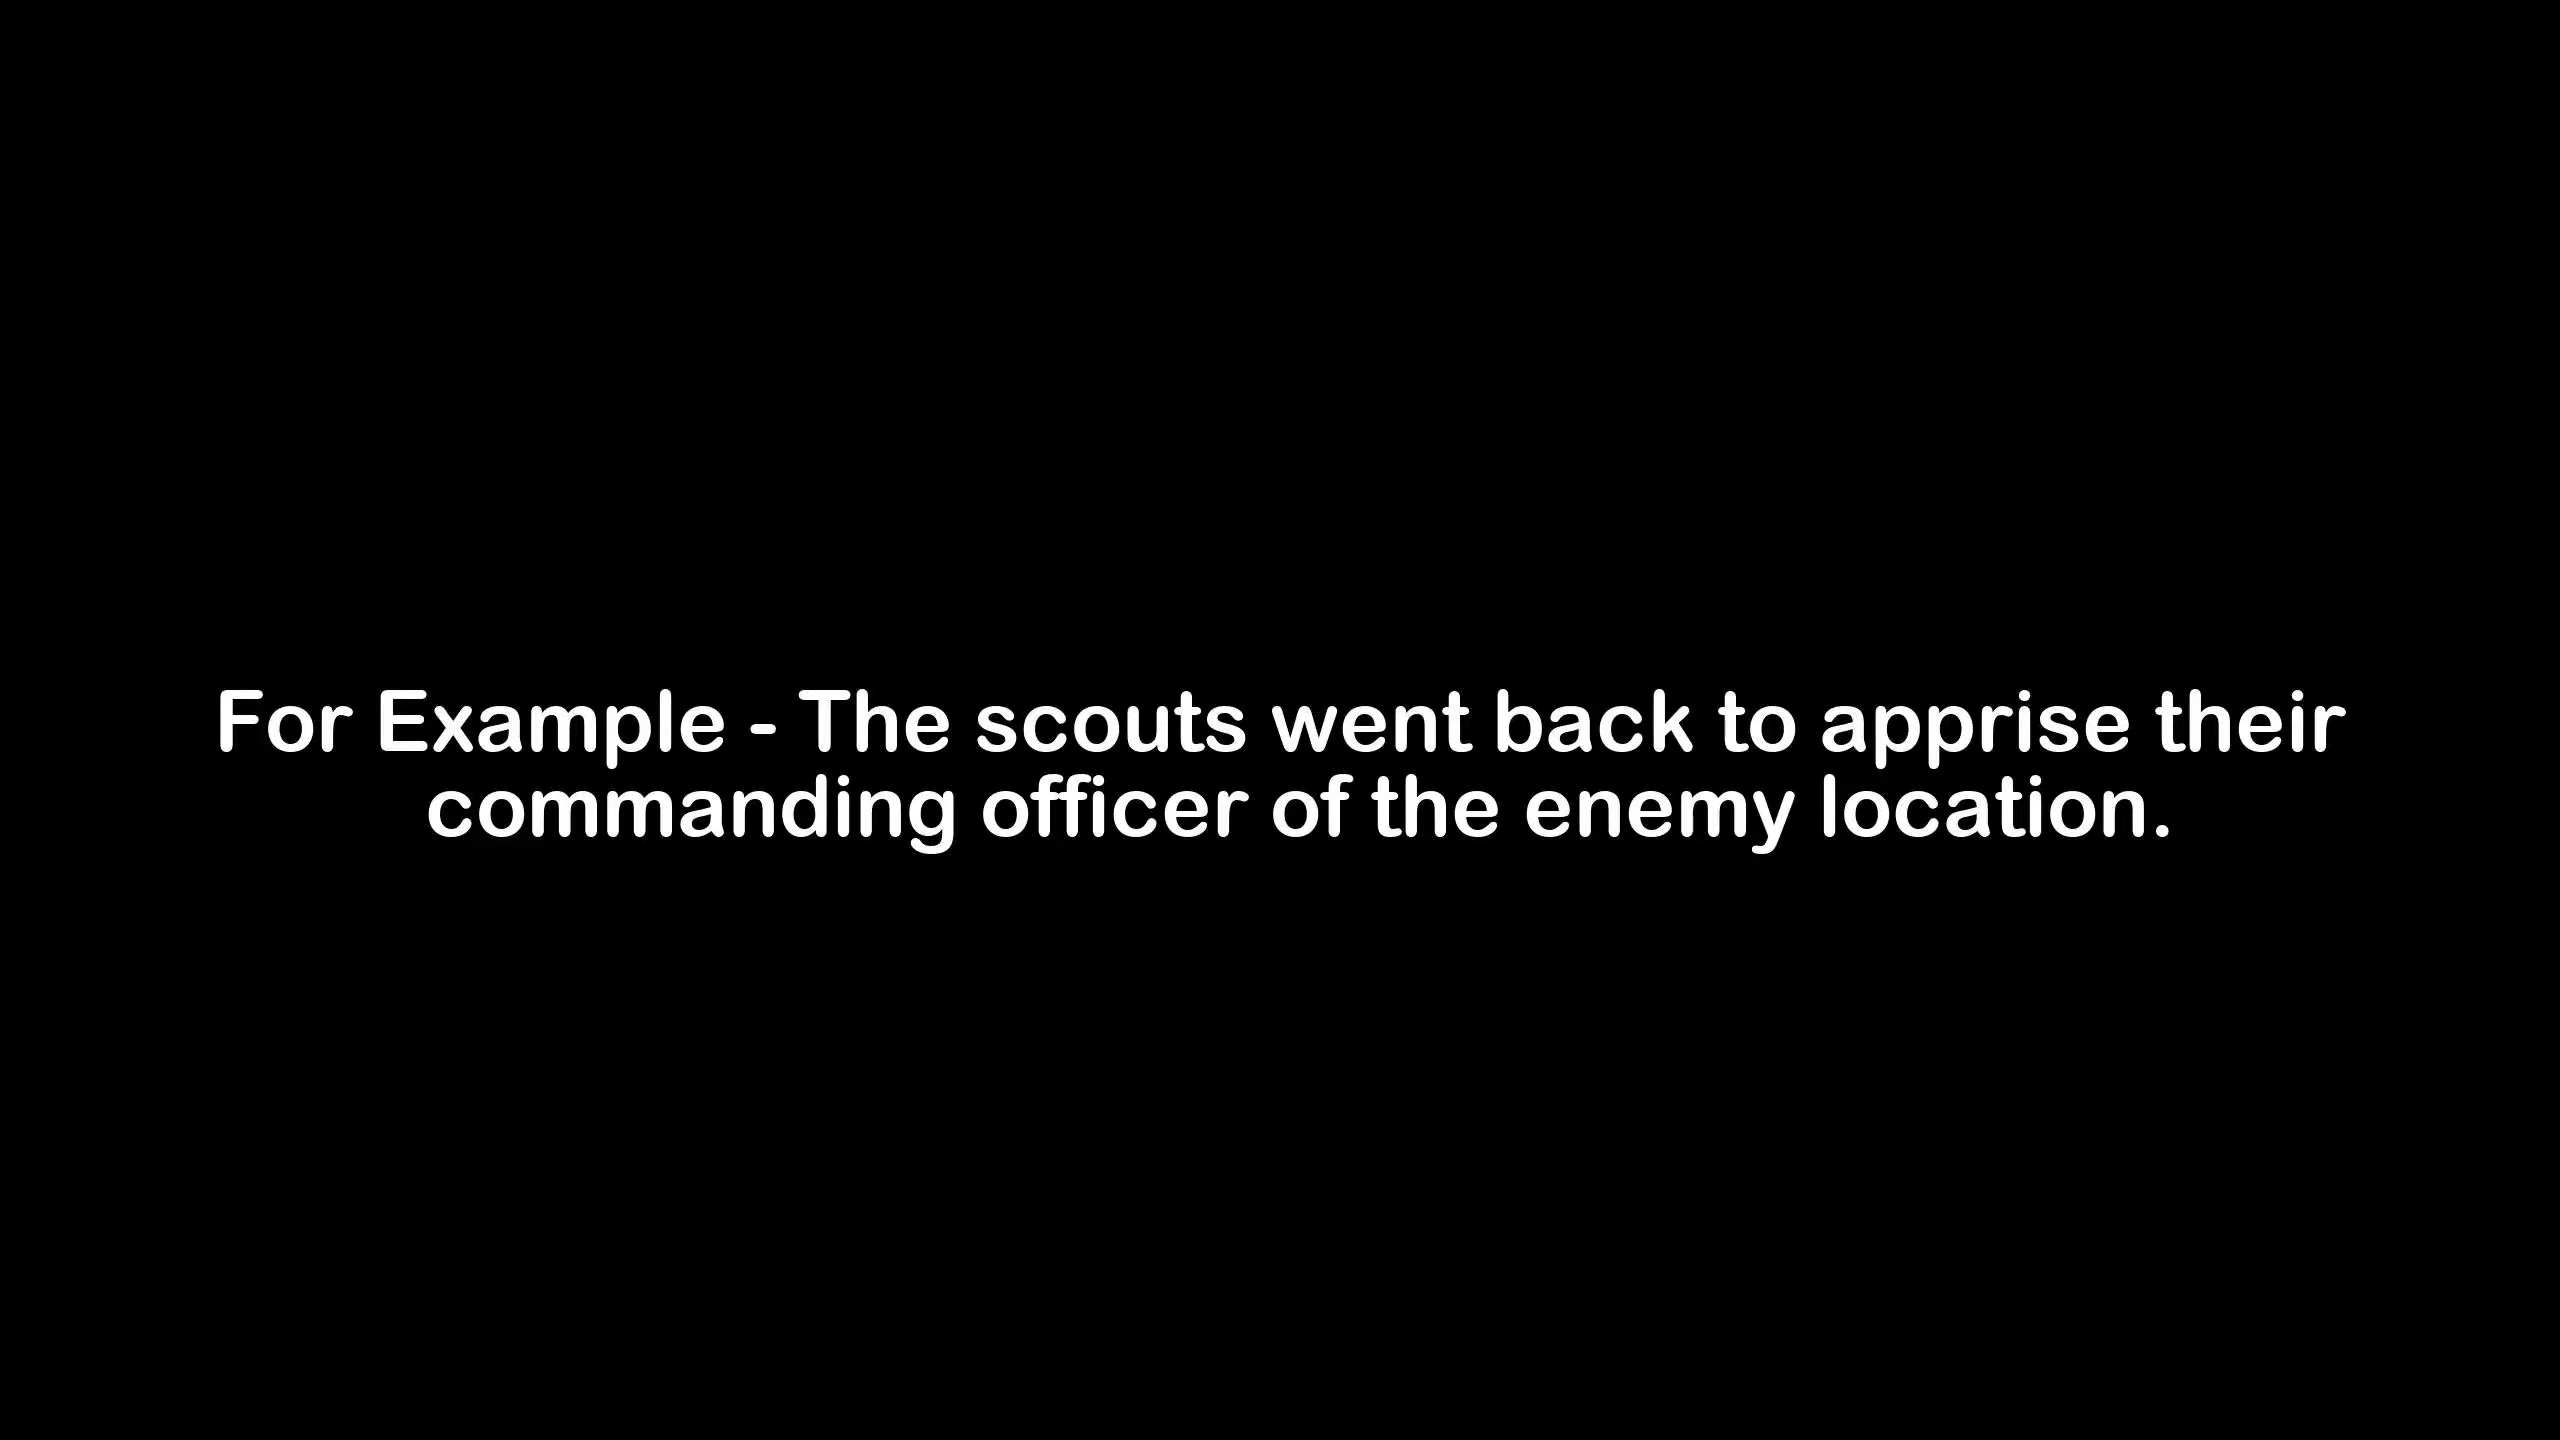 For Example - The scouts went back to apprise their
commanding officer of the enemy location.